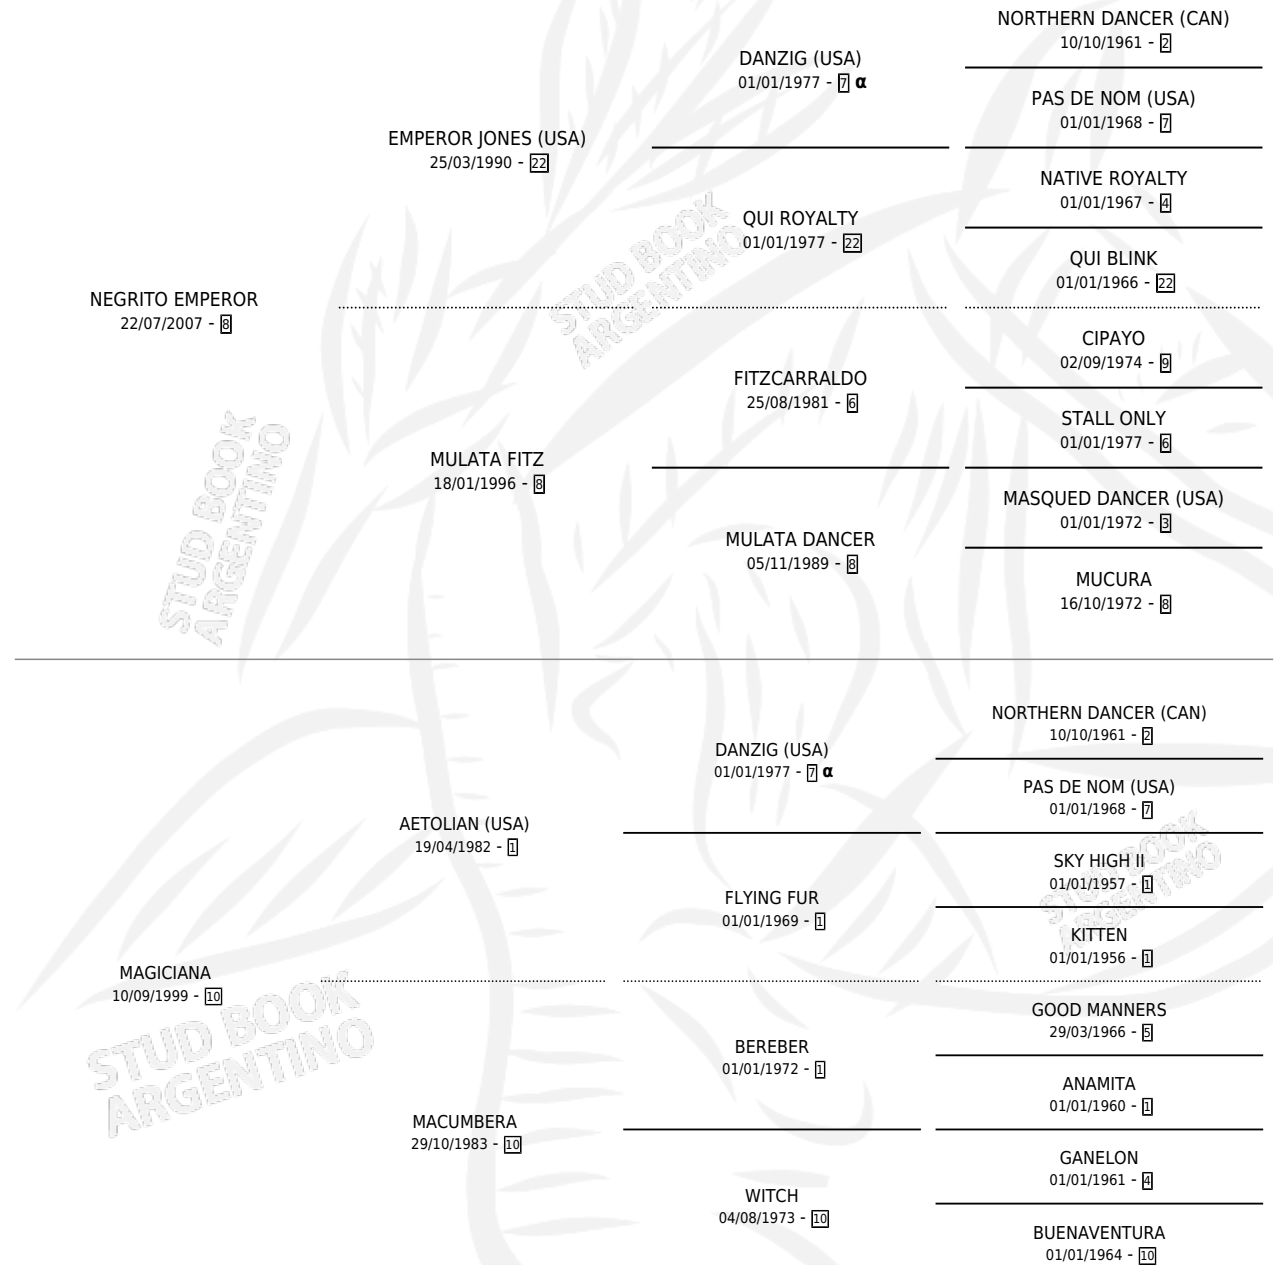 NEGRITO EMPEROR
22/07/2007 - 8
EMPEROR JONES (USA)
25/03/1990 - 22
MULATA FITZ
18/01/1996 - 8
DANZIG (USA)
01/01/1977 - 7 α
QUI ROYALTY
01/01/1977 - 22
FITZCARRALDO
25/08/1981 - 6
MULATA DANCER
05/11/1989 - 8
NORTHERN DANCER (CAN)
10/10/1961 - 2
PAS DE NOM (USA)
01/01/1968 - 7
NATIVE ROYALTY
01/01/1967 - 4
QUI BLINK
01/01/1966 - 22
CIPAYO
02/09/1974 - 9
STALL ONLY
01/01/1977 - 6
MASQUED DANCER (USA)
01/01/1972 - 3
MUCURA
16/10/1972 - 8
STUD BOOK
ARGENTINO
STUD BOOK
ARGENTINO
MAGICIANA
10/09/1999 - 10
AETOLIAN (USA)
19/04/1982 - 1
MACUMBERA
29/10/1983 - 10
DANZIG (USA)
01/01/1977 - 7 α
FLYING FUR
01/01/1969 - 1
BEREBER
01/01/1972 - 1
WITCH
04/08/1973 - 10
NORTHERN DANCER (CAN)
10/10/1961 - 2
PAS DE NOM (USA)
01/01/1968 - 7
SKY HIGH II
01/01/1957 - 1
KITTEN
01/01/1956 - 1
GOOD MANNERS
29/03/1966 - 5
ANAMITA
01/01/1960 - 1
GANELON
01/01/1961 - 4
BUENAVENTURA
01/01/1964 - 10
STUD BOOK
ARGENTINO
STUD BOOK
ARGENTINO